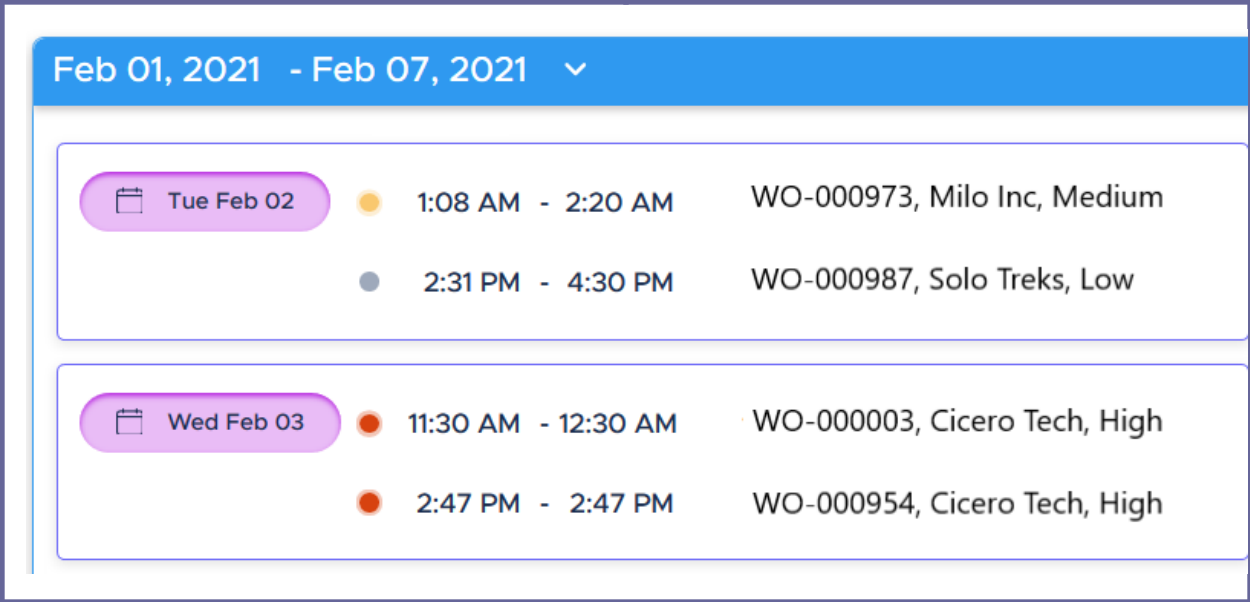 Feb 01, 2021 - Feb 07, 2021
Tue Feb 02 1:08 AM - 2:20 AM WO-000973, Milo Inc, Medium
2:31 PM - 4:30 PM WO-000987, Solo Treks, Low
Wed Feb 03 11:30 AM - 12:30 AM WO-000003, Cicero Tech, High
2:47 PM - 2:47 PM WO-000954, Cicero Tech, High